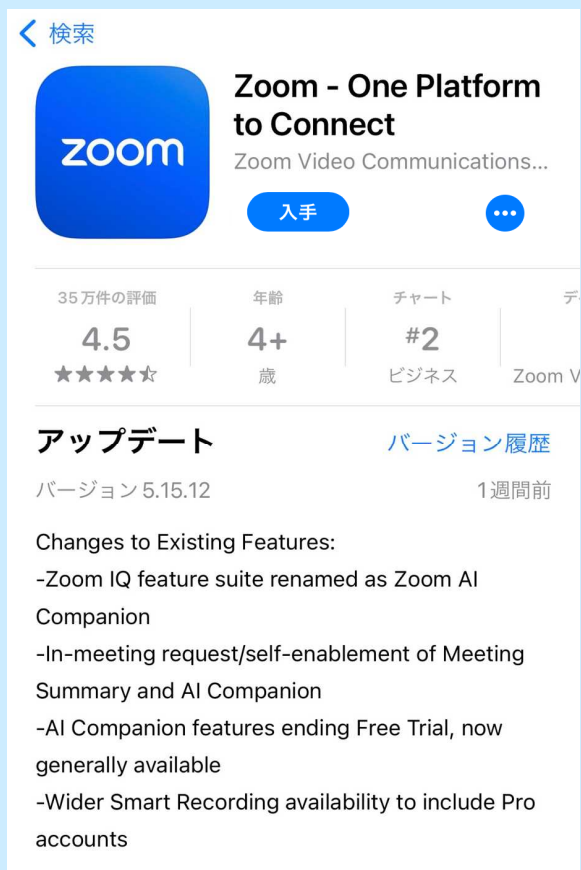 検索
zoom
Zoom - One Platform
to Connect
Zoom Video Communications...
入手
35万件の評価
年齢
チャート
デ
4.5
4+
#2
歳
ビジネス
Zoom V
アップデート
バージョン履歴
バージョン 5.15.12
1週間前
Changes to Existing Features:
-Zoom IQ feature suite renamed as Zoom AI
Companion
-In-meeting request/self-enablement of Meeting
Summary and AI Companion
-AI Companion features ending Free Trial, now
generally available
-Wider Smart Recording availability to include Pro
accounts